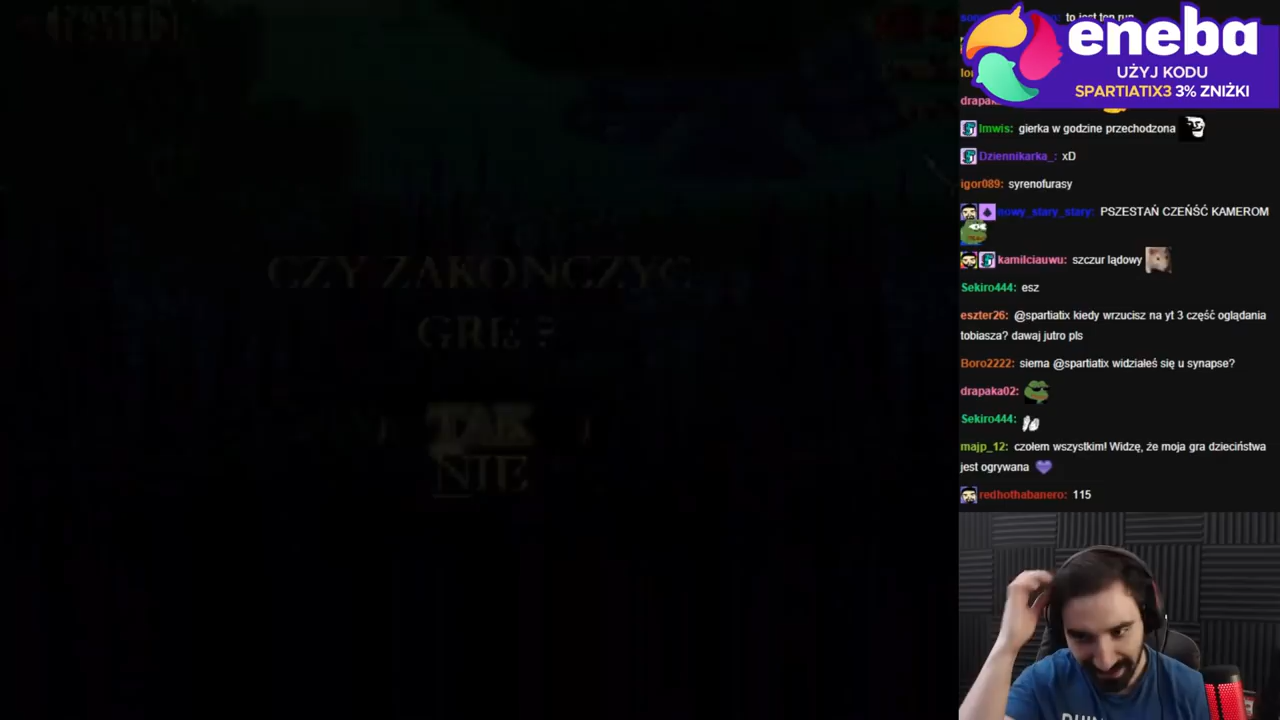 CZY ZAKOŃCZYĆ
GRĘ ?
TAK
NIE
to jest ten run
eneba
UŻYJ KODU
SPARTIATIX3 3% ZNIŻKI
lmwis: gierka w godzine przechodzona
Dziennikarka_: xD
igor089: syrenofurasy
nowy_stary_stary: PSZESTAŃ CZEŃŚĆ KAMEROM
kamilciauwu: szczur lądowy
Sekiro444: esz
eszter26: @spartiatix kiedy wrzucisz na yt 3 część oglądania
tobiasza? dawaj jutro pls
Boro2222: siema @spartiatix widziałeś się u synapse?
drapaka02:
Sekiro444:
majp_12: czołem wszystkim! Widzę, że moja gra dzieciństwa
jest ogrywana
redhothabanero: 115